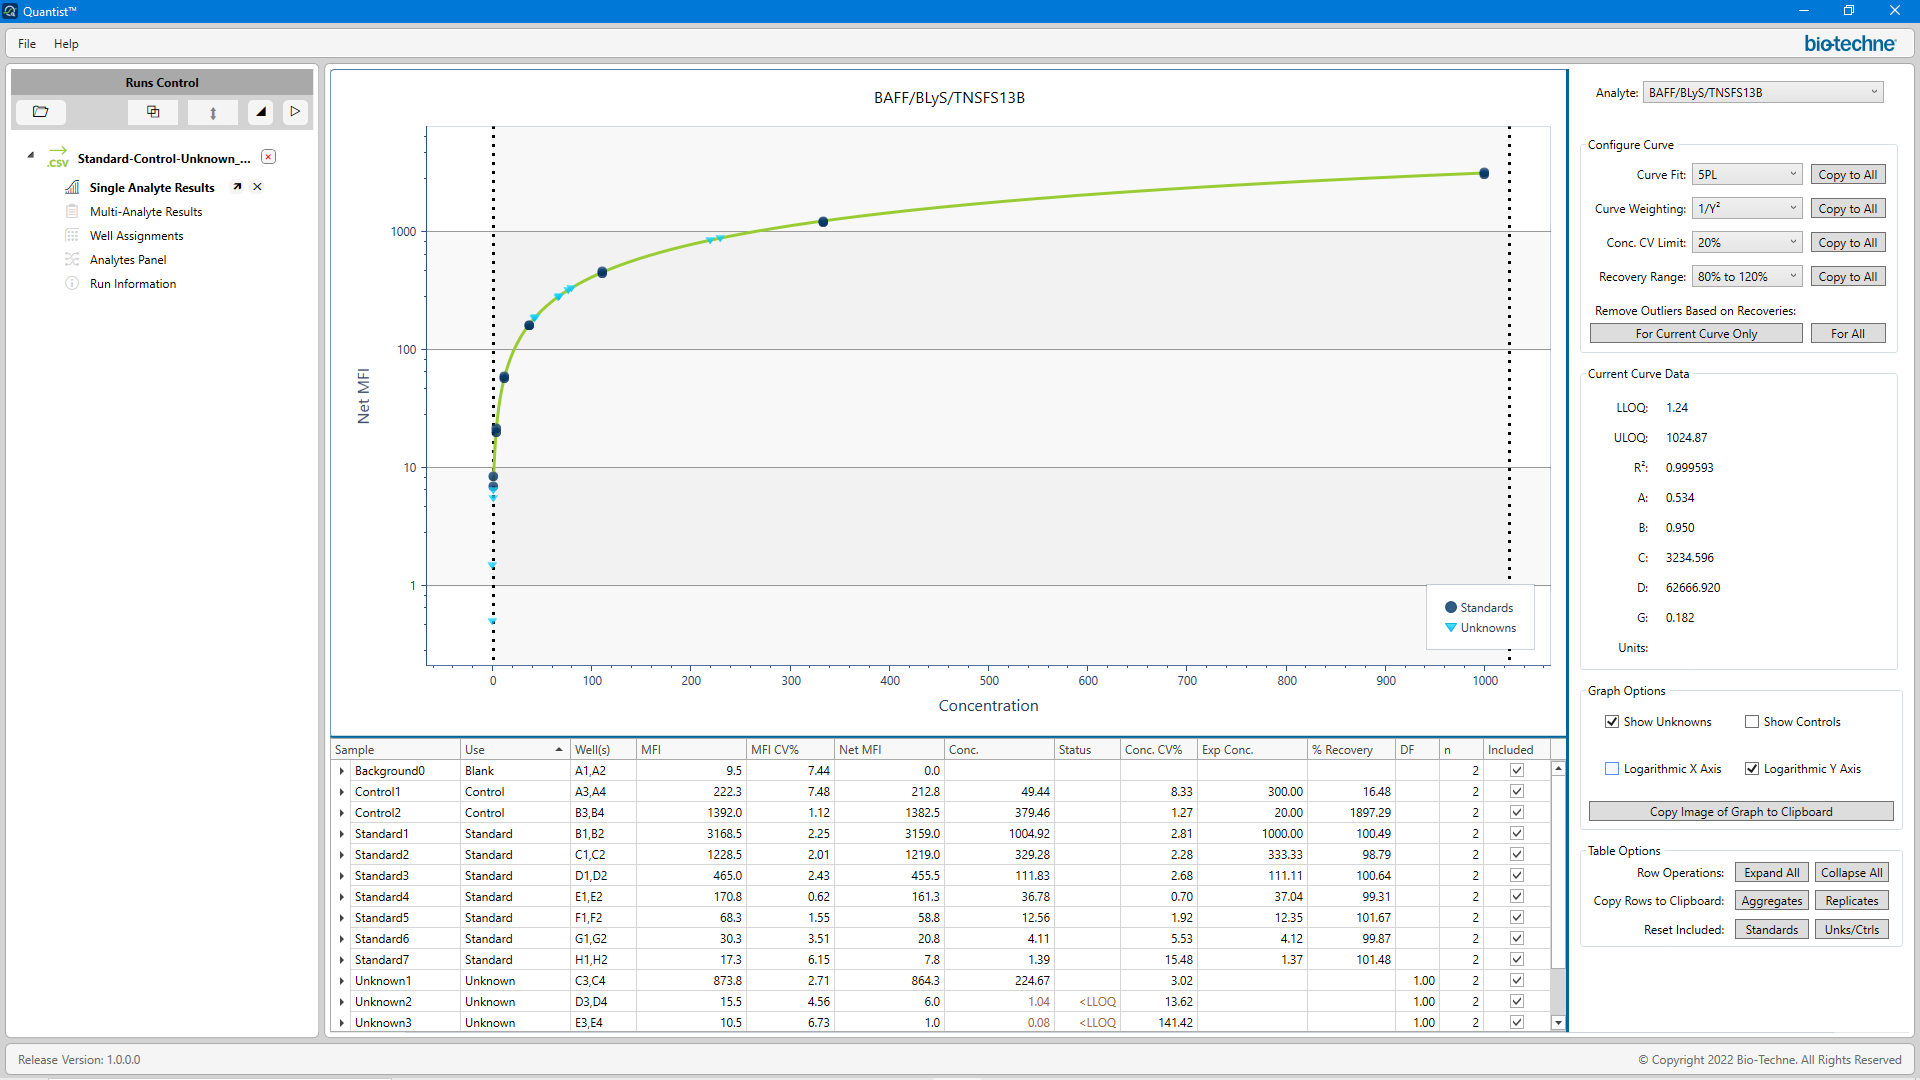 Quantist™
File Help
bio-techne
Runs Control
.CSV Standard-Control-Unknown_...
Single Analyte Results
Multi-Analyte Results
Well Assignments
Analytes Panel
Run Information
BAFF/BLyS/TNSFS13B
Net MFI
1000
100
10
1
0 100 200 300 400 500 600 700 800 900 1000
Concentration
Standards
Unknowns
Sample Use Well(s) MFI MFI CV% Net MFI Conc. Status Conc. CV% Exp Conc. % Recovery DF n Included
Background0 Blank A1,A2 9.5 7.44 0.0 2
Control1 Control A3,A4 222.3 7.48 212.8 49.44 8.33 300.00 16.48 2
Control2 Control B3,B4 1392.0 1.12 1382.5 379.46 1.27 20.00 1897.29 2
Standard1 Standard B1,B2 3168.5 2.25 3159.0 1004.92 2.81 1000.00 100.49 2
Standard2 Standard C1,C2 1228.5 2.01 1219.0 329.28 2.28 333.33 98.79 2
Standard3 Standard D1,D2 465.0 2.43 455.5 111.83 2.68 111.11 100.64 2
Standard4 Standard E1,E2 170.8 0.62 161.3 36.78 0.70 37.04 99.31 2
Standard5 Standard F1,F2 68.3 1.55 58.8 12.56 1.92 12.35 101.67 2
Standard6 Standard G1,G2 30.3 3.51 20.8 4.11 5.53 4.12 99.87 2
Standard7 Standard H1,H2 17.3 6.15 7.8 1.39 15.48 1.37 101.48 2
Unknown1 Unknown C3,C4 873.8 2.71 864.3 224.67 3.02 1.00 2
Unknown2 Unknown D3,D4 15.5 4.56 6.0 1.04 <LLOQ 13.62 1.00 2
Unknown3 Unknown E3,E4 10.5 6.73 1.0 0.08 <LLOQ 141.42 1.00 2
Analyte: BAFF/BLyS/TNSFS13B
Configure Curve
Curve Fit: 5PL Copy to All
Curve Weighting: 1/Y² Copy to All
Conc. CV Limit: 20% Copy to All
Recovery Range: 80% to 120% Copy to All
Remove Outliers Based on Recoveries:
For Current Curve Only For All
Current Curve Data
LLOQ: 1.24
ULOQ: 1024.87
R²: 0.999593
A: 0.534
B: 0.950
C: 3234.596
D: 62666.920
G: 0.182
Units:
Graph Options
Show Unknowns Show Controls
Logarithmic X Axis Logarithmic Y Axis
Copy Image of Graph to Clipboard
Table Options
Row Operations: Expand All Collapse All
Copy Rows to Clipboard: Aggregates Replicates
Reset Included: Standards Unks/Ctrls
Release Version: 1.0.0.0
© Copyright 2022 Bio-Techne. All Rights Reserved